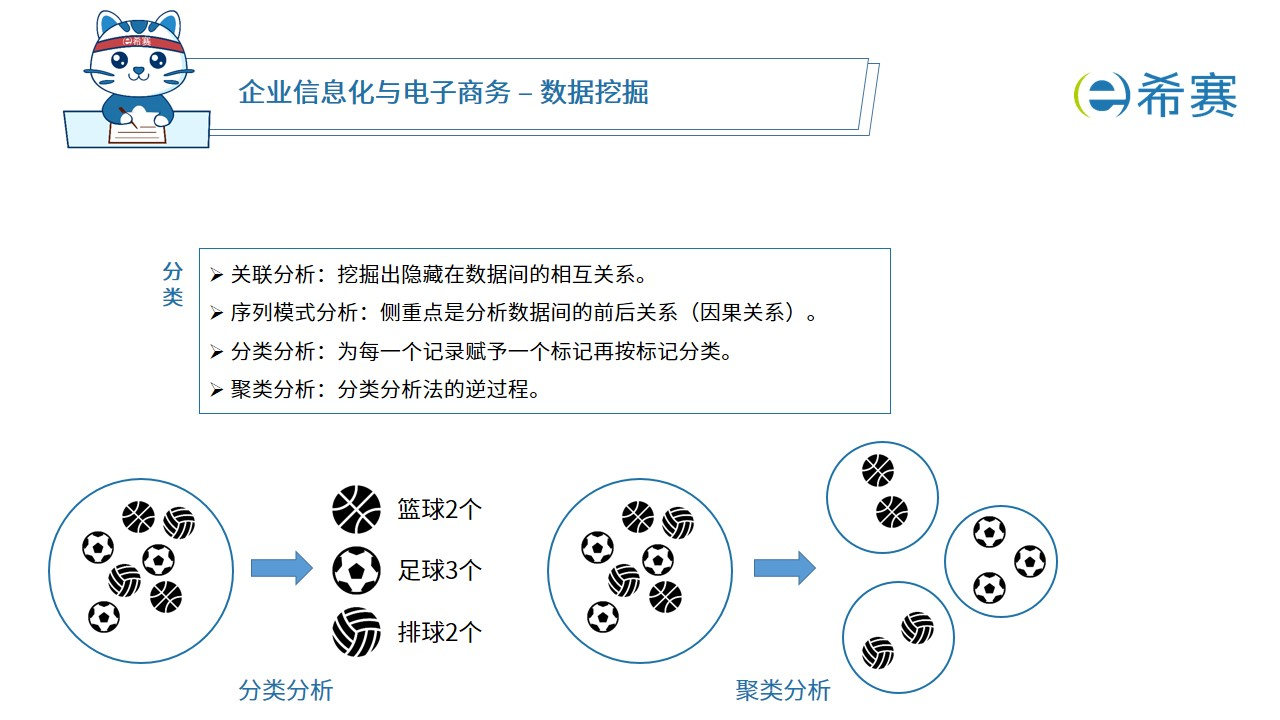 希赛
企业信息化与电子商务 – 数据挖掘
e希赛
分类
➢ 关联分析：挖掘出隐藏在数据间的相互关系。
➢ 序列模式分析：侧重点是分析数据间的前后关系（因果关系）。
➢ 分类分析：为每一个记录赋予一个标记再按标记分类。
➢ 聚类分析：分类分析法的逆过程。
篮球2个
足球3个
排球2个
分类分析
聚类分析